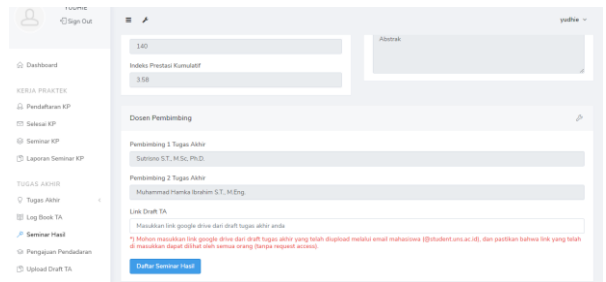 YUDHIE
Sign Out
yudhie
140
Indeks Prestasi Kumulatif
3.58
Abstrak
Dashboard
KERJA PRAKTEK
Pendaftaran KP
Selesai KP
Seminar KP
Laporan Seminar KP
TUGAS AKHIR
Tugas Akhir
Log Book TA
Seminar Hasil
Pengajuan Pendadaran
Upload Draft TA
Dosen Pembimbing
Pembimbing 1 Tugas Akhir
Sutrisno S.T., M.Sc, Ph.D.
Pembimbing 2 Tugas Akhir
Muhammad Hamka Ibrahim S.T., M.Eng.
Link Draft TA
Masukkan link google drive dari draft tugas akhir anda
*) Mohon masukkan link google drive dari draft tugas akhir yang telah diupload melalui email mahasiswa (@student.uns.ac.id), dan pastikan bahwa link yang telah
di masukkan dapat dilihat oleh semua orang (tanpa request access).
Daftar Seminar Hasil